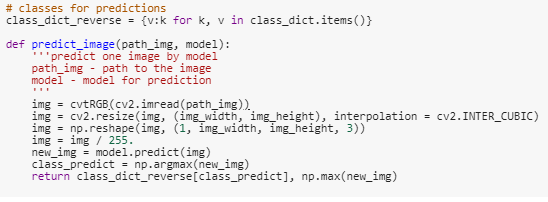 # classes for predictions
class_dict_reverse = {v:k for k, v in class_dict.items()}

def predict_image(path_img, model):
    '''predict one image by model
    path_img - path to the image
    model - model for prediction
    '''
    img = cvtRGB(cv2.imread(path_img))
    img = cv2.resize(img, (img_width, img_height), interpolation = cv2.INTER_CUBIC)
    img = np.reshape(img, (1, img_width, img_height, 3))
    img = img / 255.
    new_img = model.predict(img)
    class_predict = np.argmax(new_img)
    return class_dict_reverse[class_predict], np.max(new_img)